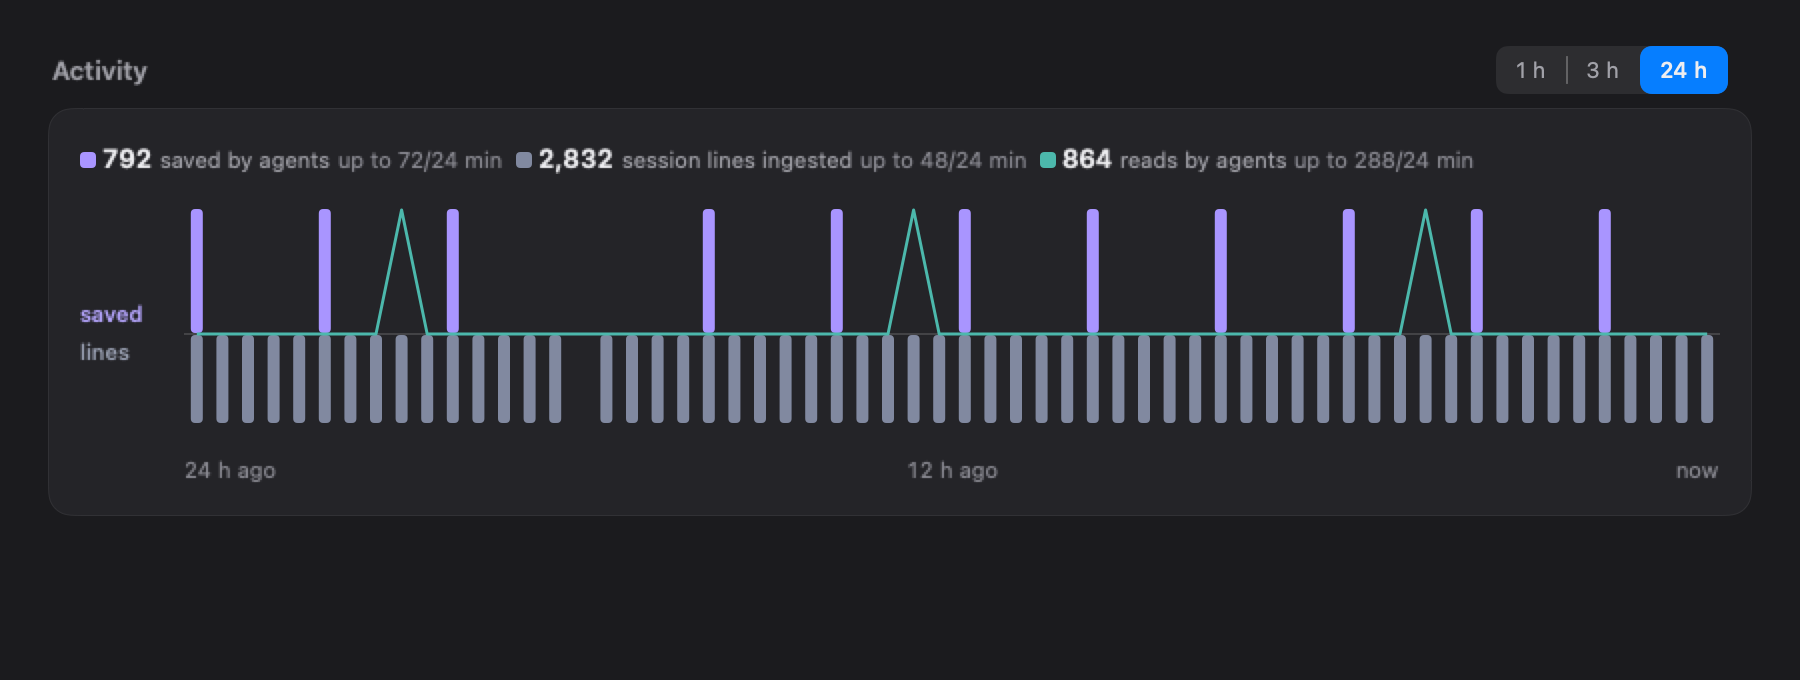 Activity
1 h 3 h 24 h
792 saved by agents up to 72/24 min 2,832 session lines ingested up to 48/24 min 864 reads by agents up to 288/24 min
saved
lines
24 h ago 12 h ago now